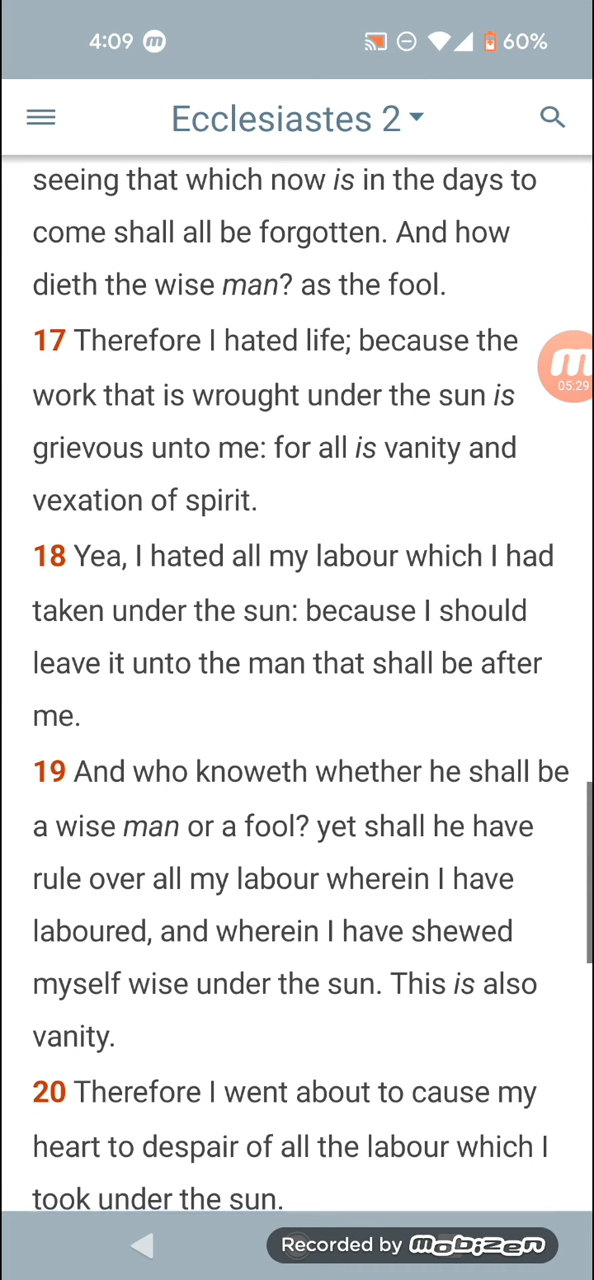 4:09 m 60%
Ecclesiastes 2
seeing that which now is in the days to
come shall all be forgotten. And how
dieth the wise man? as the fool.
17 Therefore I hated life; because the
work that is wrought under the sun is
05:29
grievous unto me: for all is vanity and
vexation of spirit.
18 Yea, I hated all my labour which I had
taken under the sun: because I should
leave it unto the man that shall be after
me.
19 And who knoweth whether he shall be
a wise man or a fool? yet shall he have
rule over all my labour wherein I have
laboured, and wherein I have shewed
myself wise under the sun. This is also
vanity.
20 Therefore I went about to cause my
heart to despair of all the labour which I
took under the sun.
Recorded by mobizen